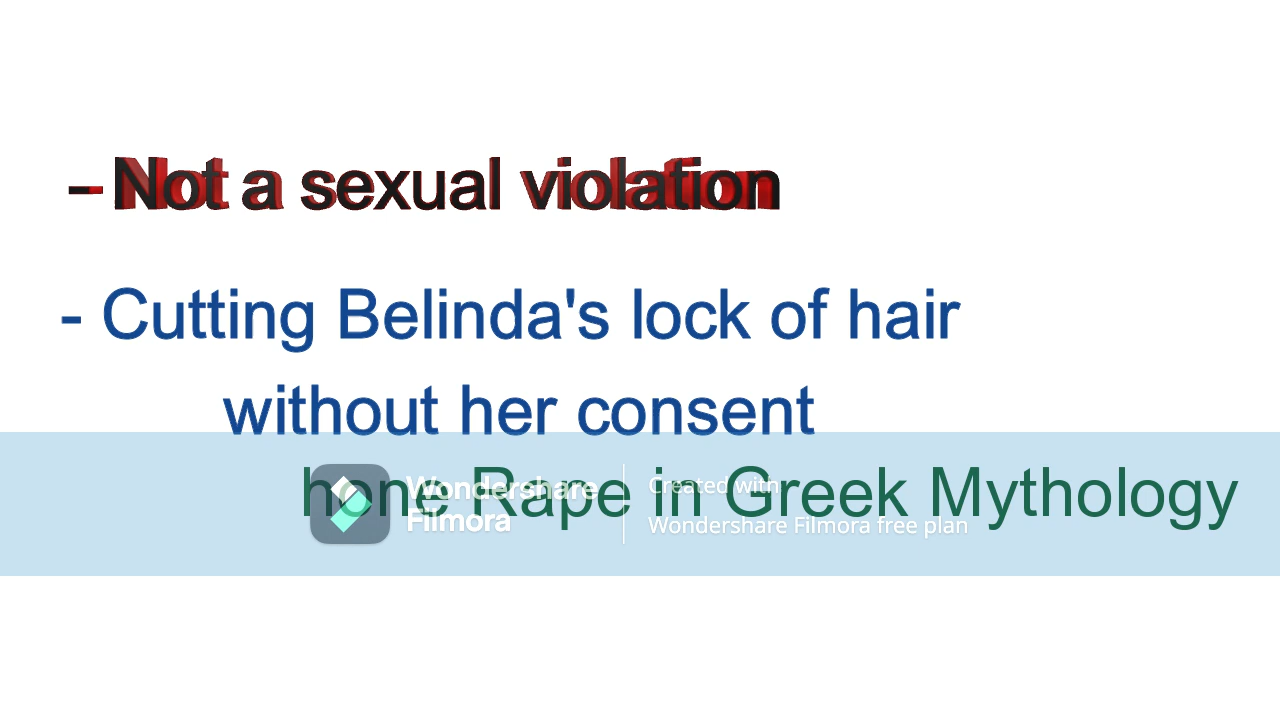 - Not a sexual violation
- Cutting Belinda's lock of hair
without her consent
hone Rape in Greek Mythology
Wondershare
Filmora
Created with
Wondershare Filmora free plan